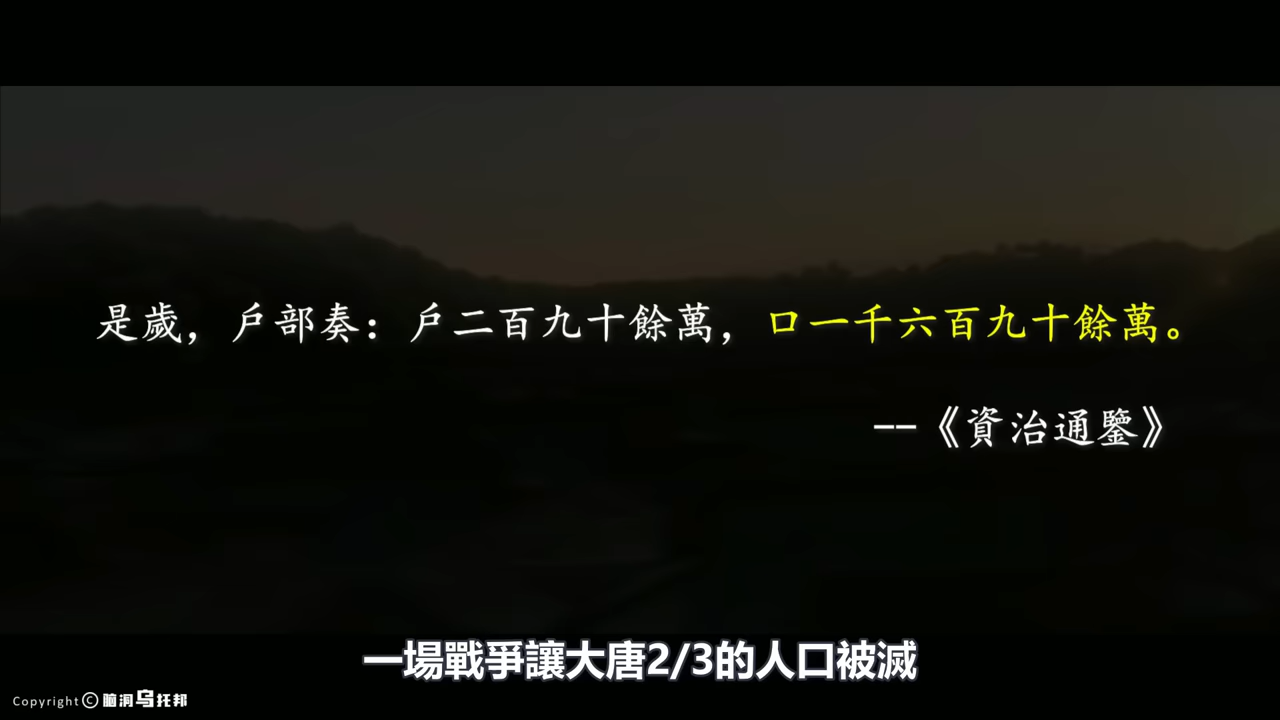 是歲，戶部奏：戶二百九十餘萬，口一千六百九十餘萬。
--《資治通鑒》
一場戰爭讓大唐2/3的人口被滅
Copyright©脑洞乌托邦